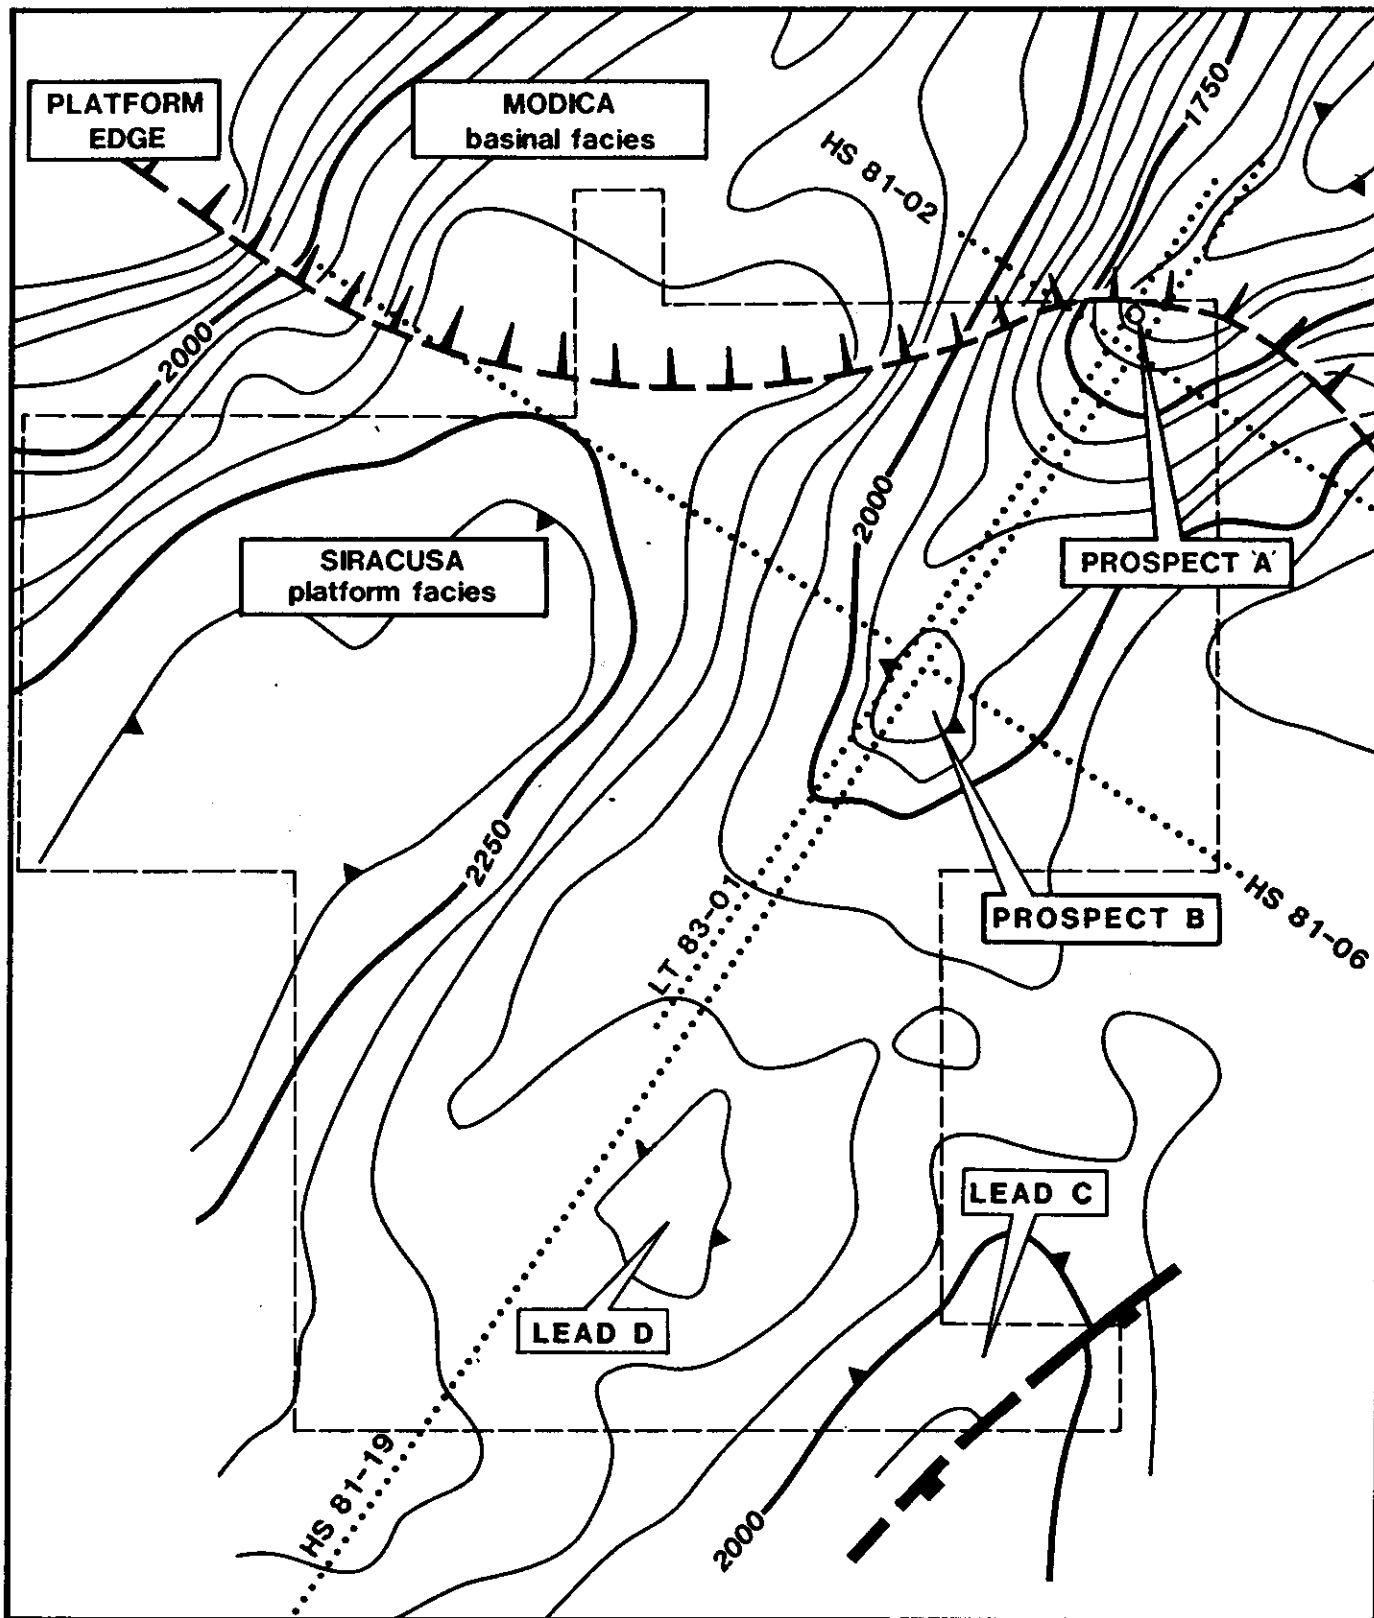 PLATFORM
EDGE
MODICA
basinal facies
1750
HS 81-02
2000
2000
SIRACUSA
platform facies
PROSPECT 'A'
2250
LT 83-01
PROSPECT B
HS 81-06
LEAD C
LEAD D
HS 81-19
2000